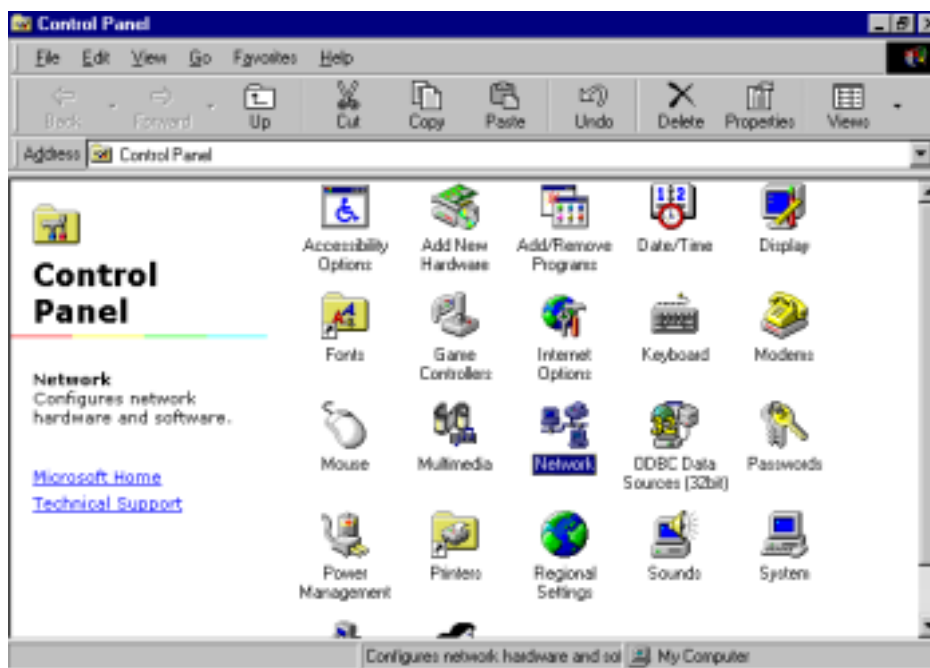 Control Panel
File Edit View Go Favorites Help
Back Forward Up Cut Copy Paste Undo Delete Properties Views
Address Control Panel
Control
Panel
Network
Configures network
hardware and software.
Microsoft Home
Technical Support
Accessibility
Options
Add New
Hardware
Add/Remove
Programs
Date/Time
Display
Fonts
Game
Controllers
Internet
Options
Keyboard
Modems
Mouse
Multimedia
Network
ODBC Data
Sources (32bit)
Passwords
Power
Management
Printers
Regional
Settings
Sounds
System
Configures network hardware and sol My Computer